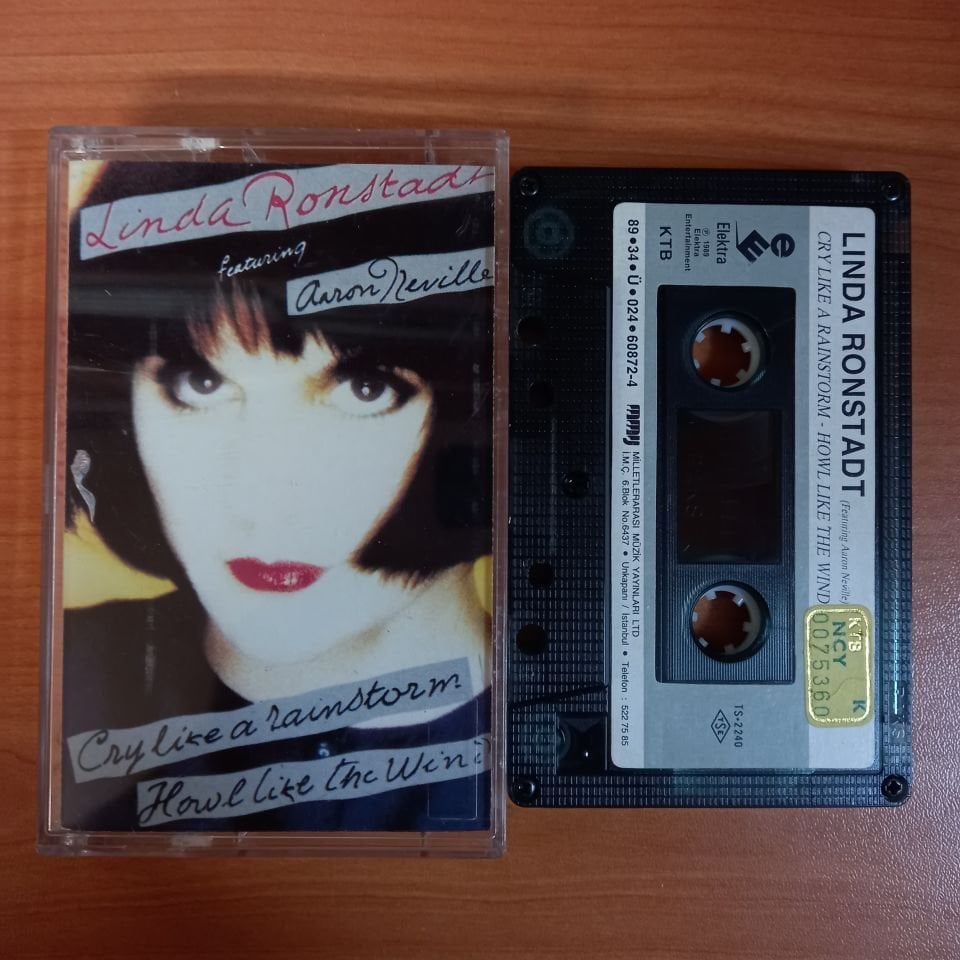 Linda Ronstadt
featuring
Aaron Neville
Cry like a rainstorm
Howl like the Wind
LINDA RONSTADT
(Featuring Aaron Neville)
CRY LIKE A RAINSTORM - HOWL LIKE THE WIND
e
E
Elektra
℗ 1989
Elektra
Entertainment
KTB
89 • 34 • Ü • 024 • 60872-4
MMY MİLLETLERARASI MÜZİK YAYINLARI LTD
İ.M.Ç. 6.Blok No.6437 • Unkapanı / İstanbul • Telefon : 522 75 85
TS•2240
TSE
KTB K
NCY
0075360